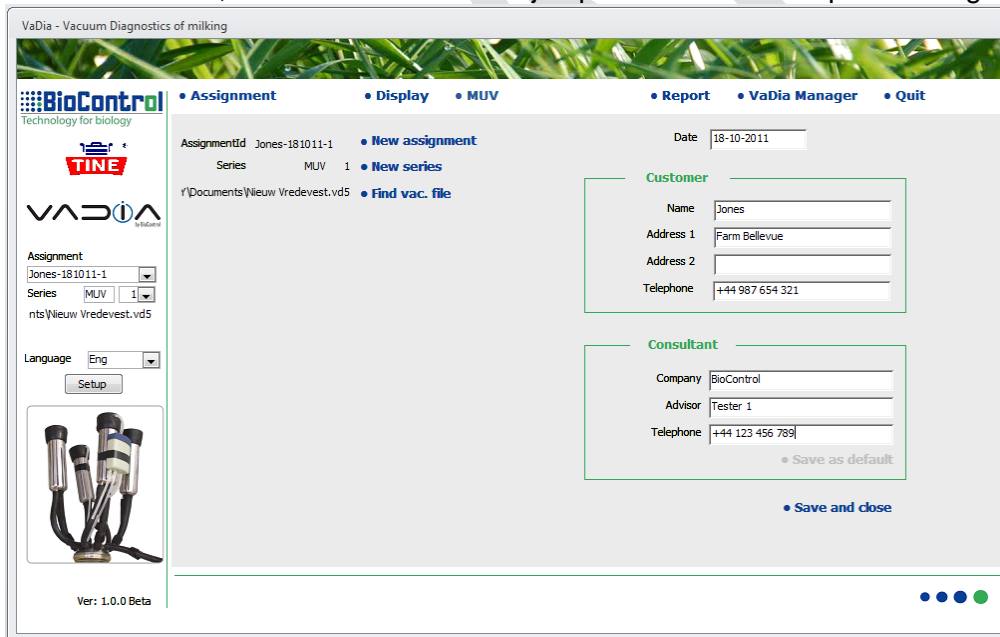 VaDia - Vacuum Diagnostics of milking
BioControl
Technology for biology
TINE
VADIA
by BioControl
Assignment
Jones-181011-1
Series MUV 1
nts\Nieuw Vredevest.vd5
Language Eng
Setup
Ver: 1.0.0 Beta
• Assignment • Display • MUV • Report • VaDia Manager • Quit
AssignmentId Jones-181011-1 • New assignment
Series MUV 1 • New series
r\Documents\Nieuw Vredevest.vd5 • Find vac. file
Date 18-10-2011
Customer
Name Jones
Address 1 Farm Bellevue
Address 2
Telephone +44 987 654 321
Consultant
Company BioControl
Advisor Tester 1
Telephone +44 123 456 789
• Save as default
• Save and close